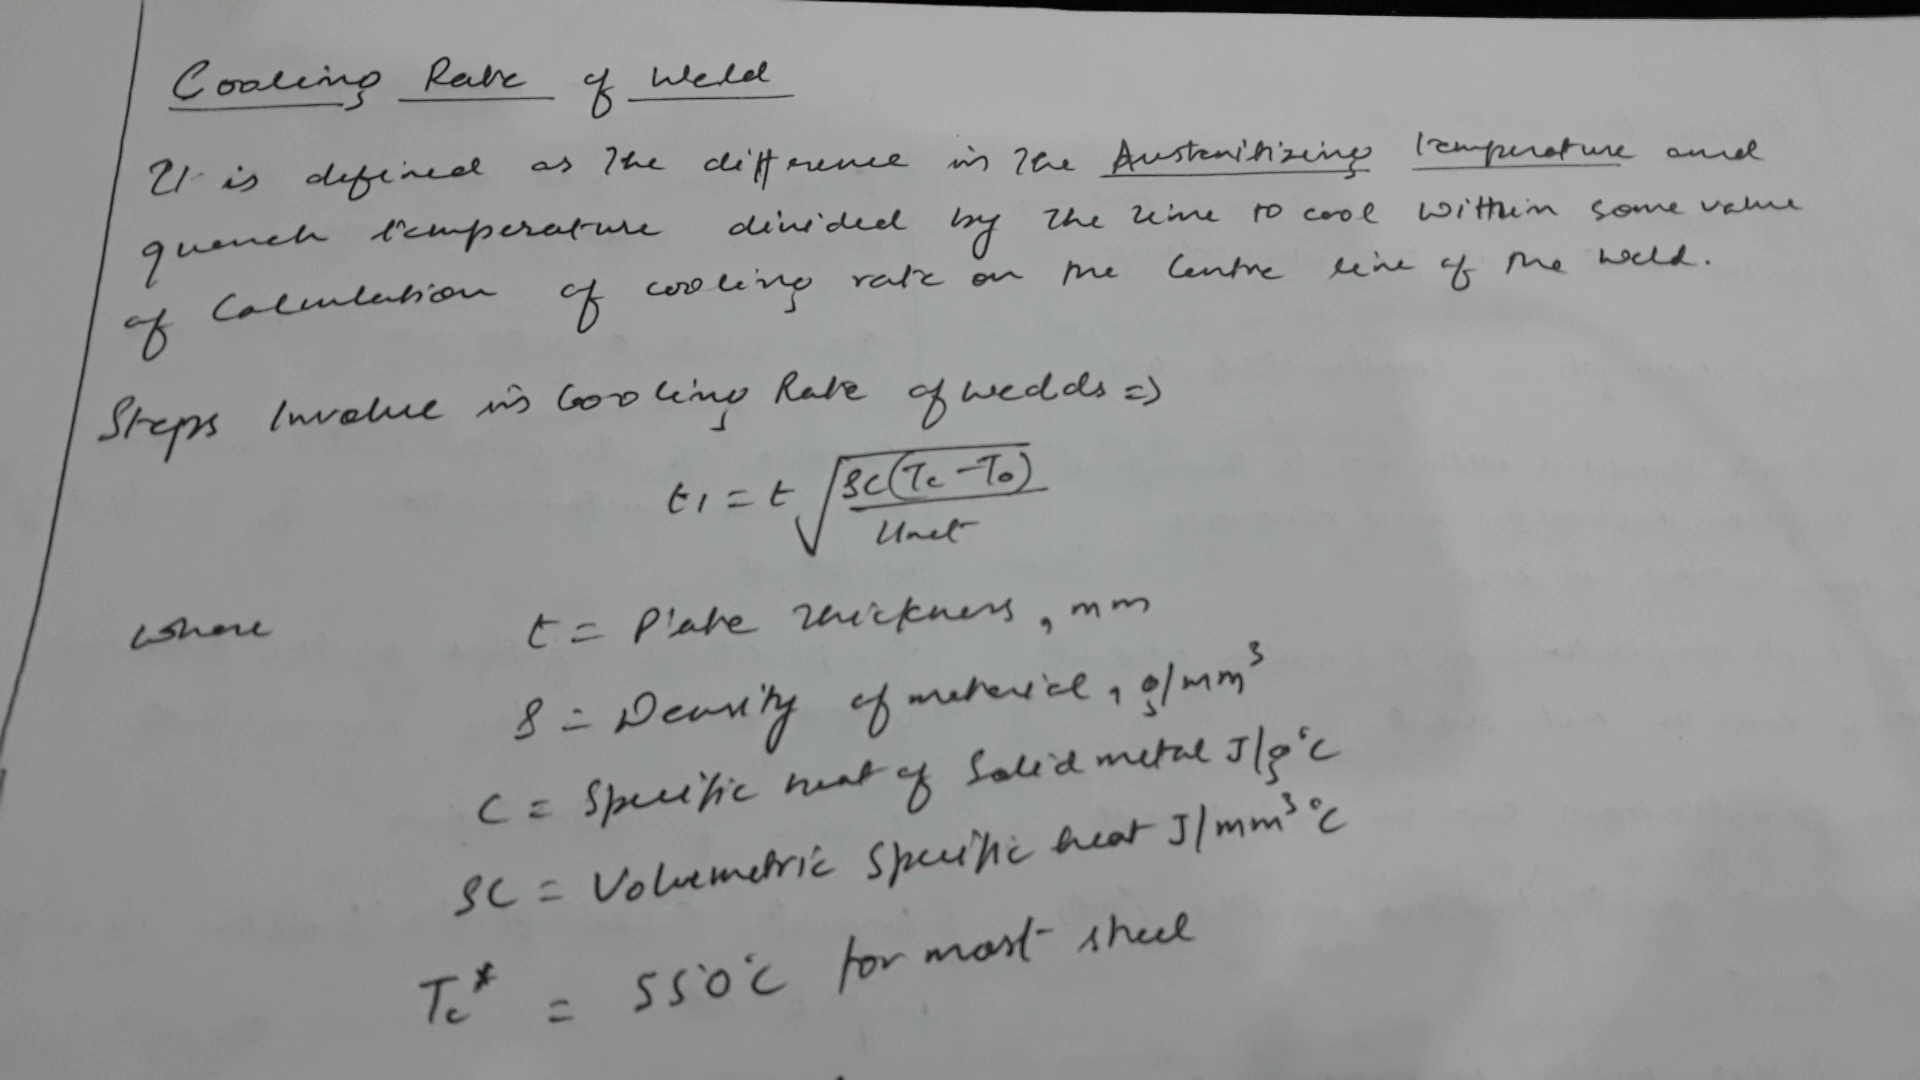 Cooling Rate of Weld
It is defined as the difference in the Austenitizing temperature and
quench temperature divided by the time to cool within some value
of Calculation of cooling rate on the Centre line of the weld.
Steps Involve in Cooling Rate of wedds =>
t1 = t √(ρc(Tc - To) / Hnet)
where t = Plate thickness, mm
ρ = Density of material, g/mm³
C = Specific heat of Solid metal J/g°C
ρC = Volumetric Specific heat J/mm³ °C
Tc* = 550°C for most steel